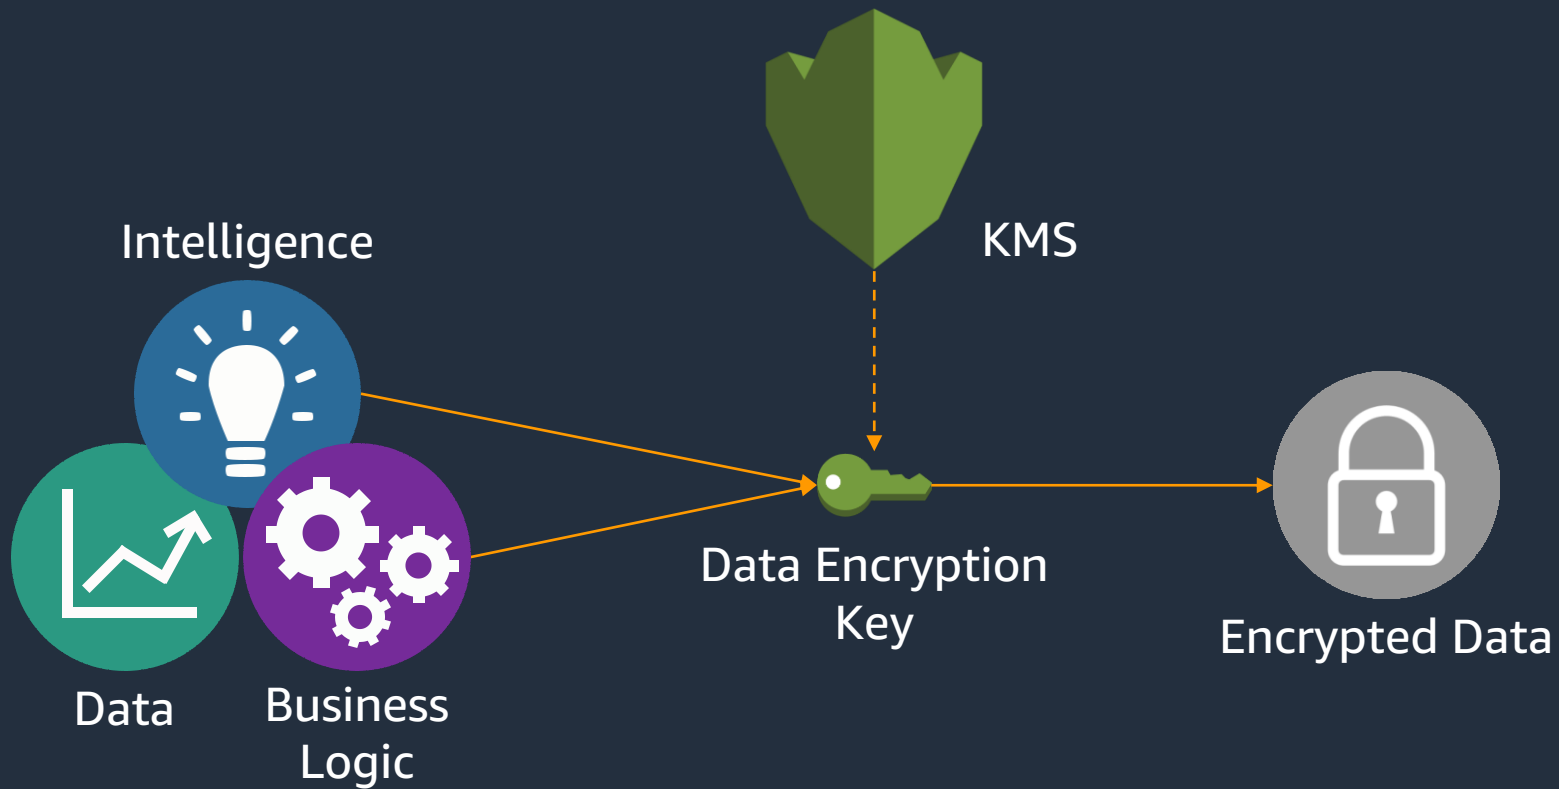 KMS
Intelligence
Data Encryption
Key
Encrypted Data
Data
Business
Logic